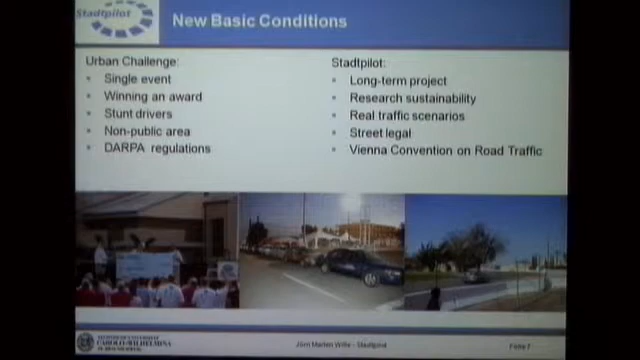 Stadtpilot
New Basic Conditions
Urban Challenge:
Single event
Winning an award
Stunt drivers
Non-public area
DARPA regulations
Stadtpilot:
Long-term project
Research sustainability
Real traffic scenarios
Street legal
Vienna Convention on Road Traffic
CAROLO-WILHELMINA
Jörn Marten Wille - Stadtpilot